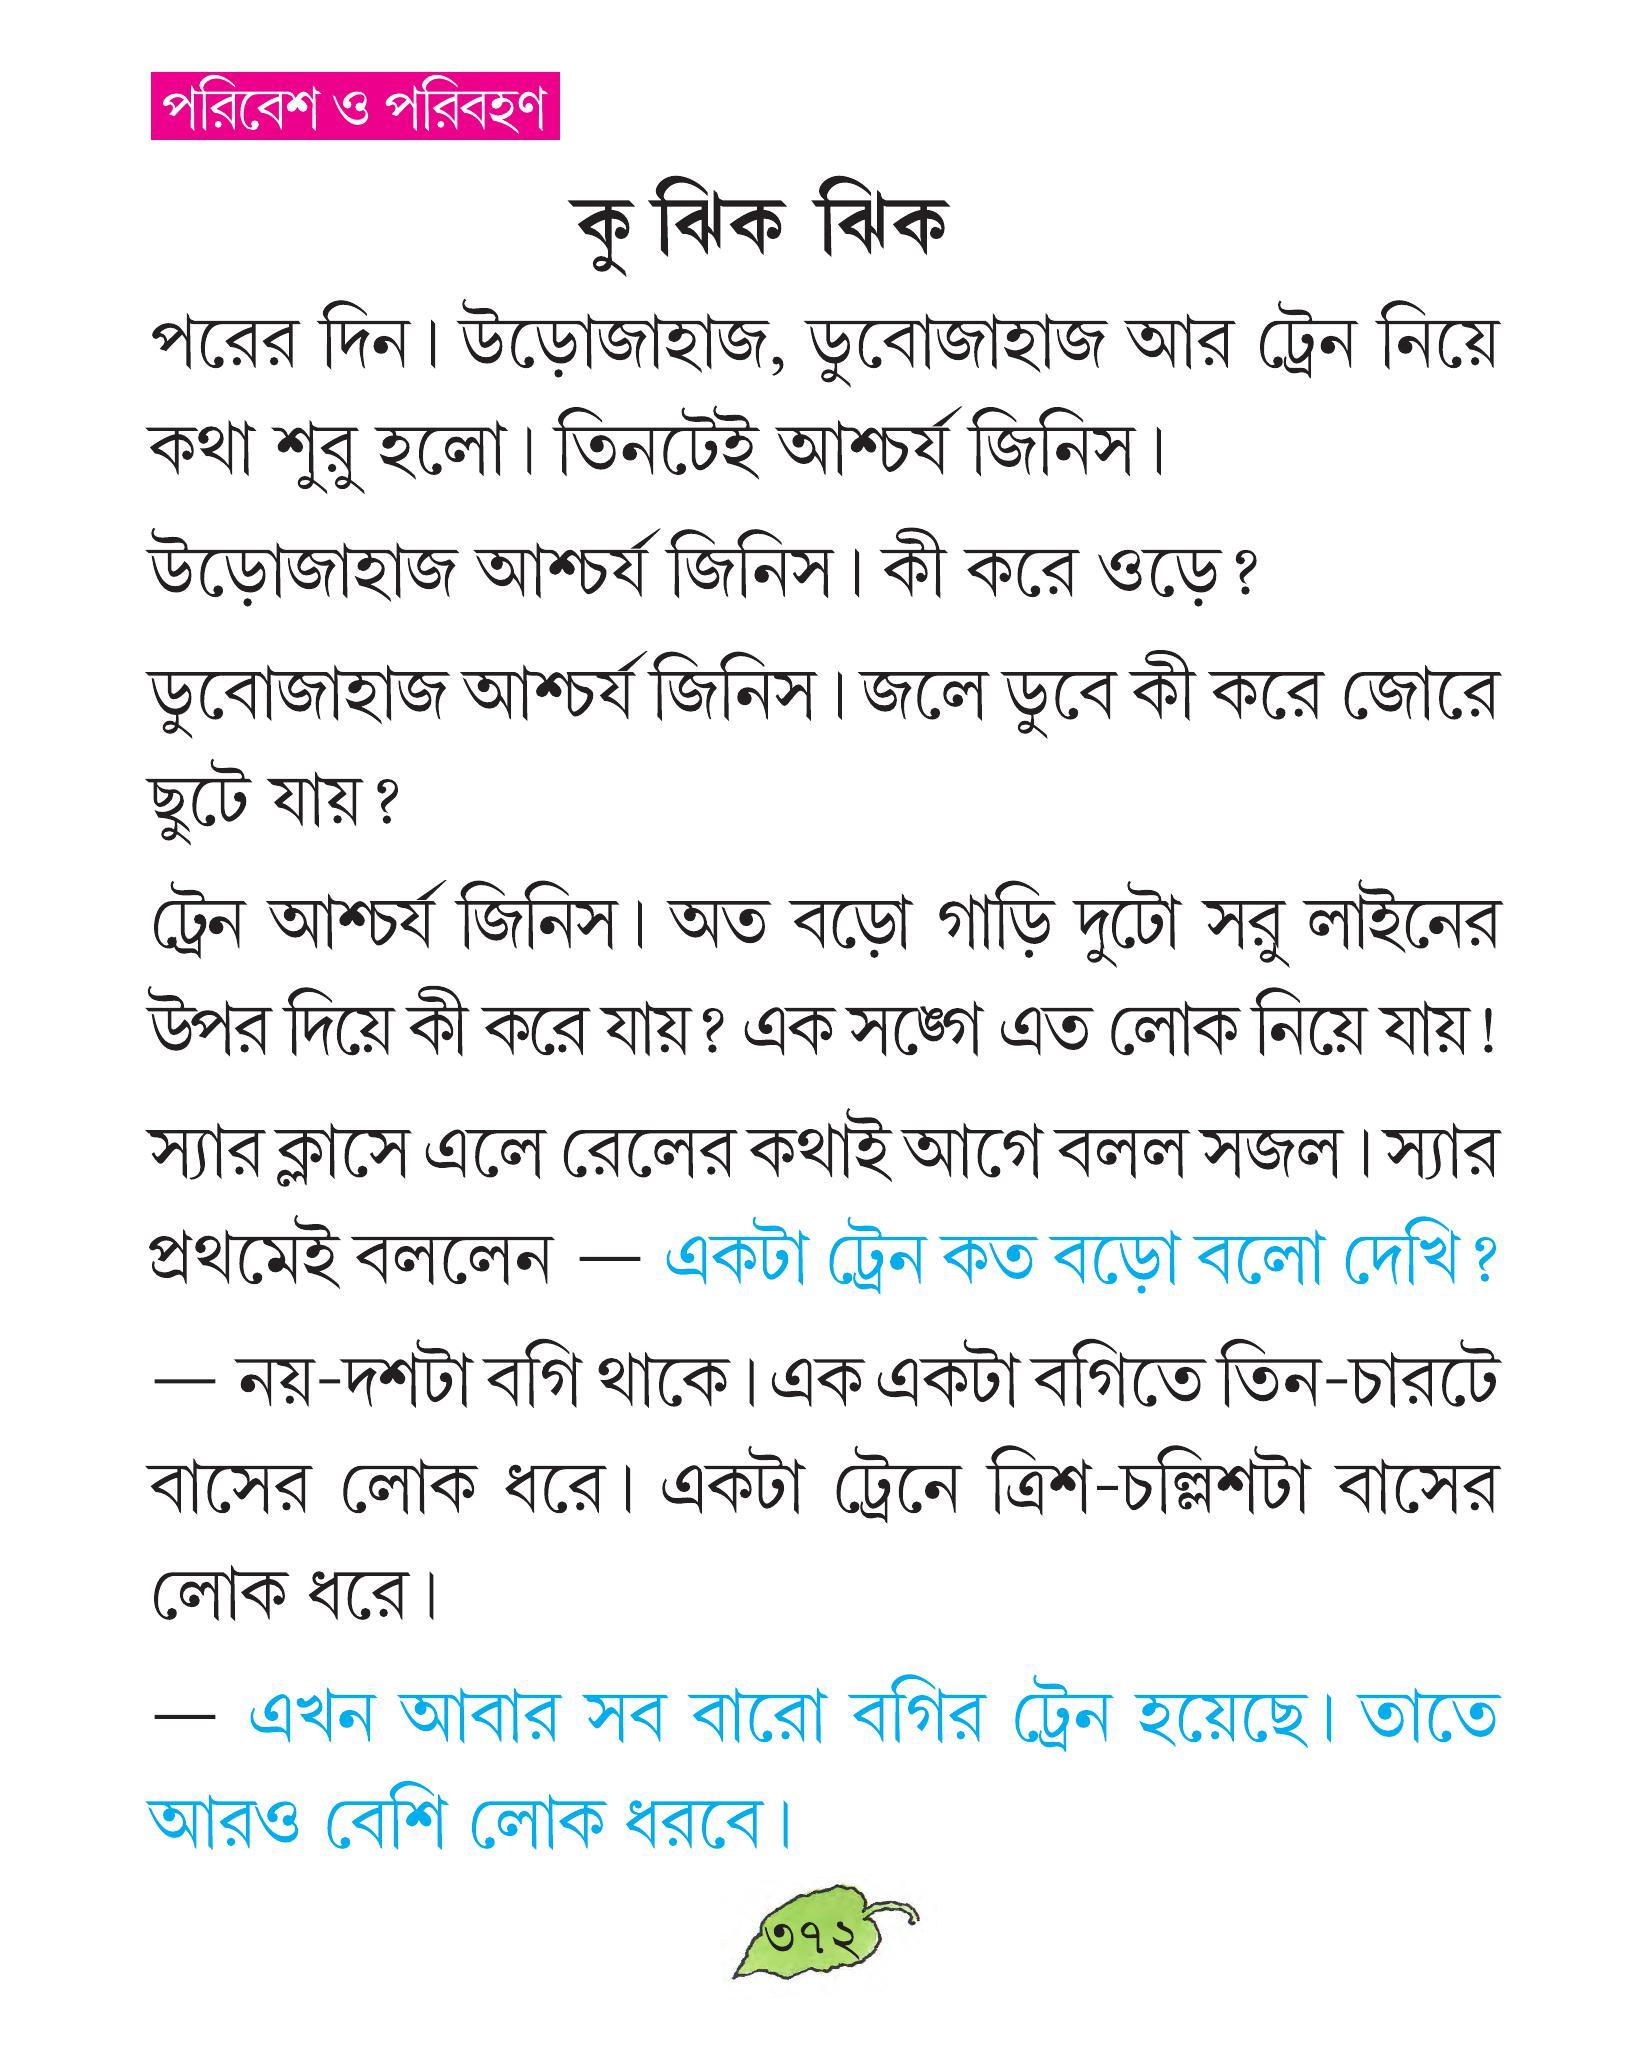 পরিবেশ ও পরিবহণ
কু ঝিক ঝিক
পরের দিন। উড়োজাহাজ, ডুবোজাহাজ আর ট্রেন নিয়ে
কথা শুরু হলো। তিনটেই আশ্চর্য জিনিস।
উড়োজাহাজ আশ্চর্য জিনিস। কী করে ওড়ে?
ডুবোজাহাজ আশ্চর্য জিনিস। জলে ডুবে কী করে জোরে
ছুটে যায়?
ট্রেন আশ্চর্য জিনিস। অত বড়ো গাড়ি দুটো সরু লাইনের
উপর দিয়ে কী করে যায়? এক সঙ্গে এত লোক নিয়ে যায়!
স্যার ক্লাসে এলে রেলের কথাই আগে বলল সজল। স্যার
প্রথমেই বললেন — একটা ট্রেন কত বড়ো বলো দেখি?
— নয়-দশটা বগি থাকে। এক একটা বগিতে তিন-চারটে
বাসের লোক ধরে। একটা ট্রেনে ত্রিশ-চল্লিশটা বাসের
লোক ধরে।
— এখন আবার সব বারো বগির ট্রেন হয়েছে। তাতে
আরও বেশি লোক ধরবে।
৩৭২